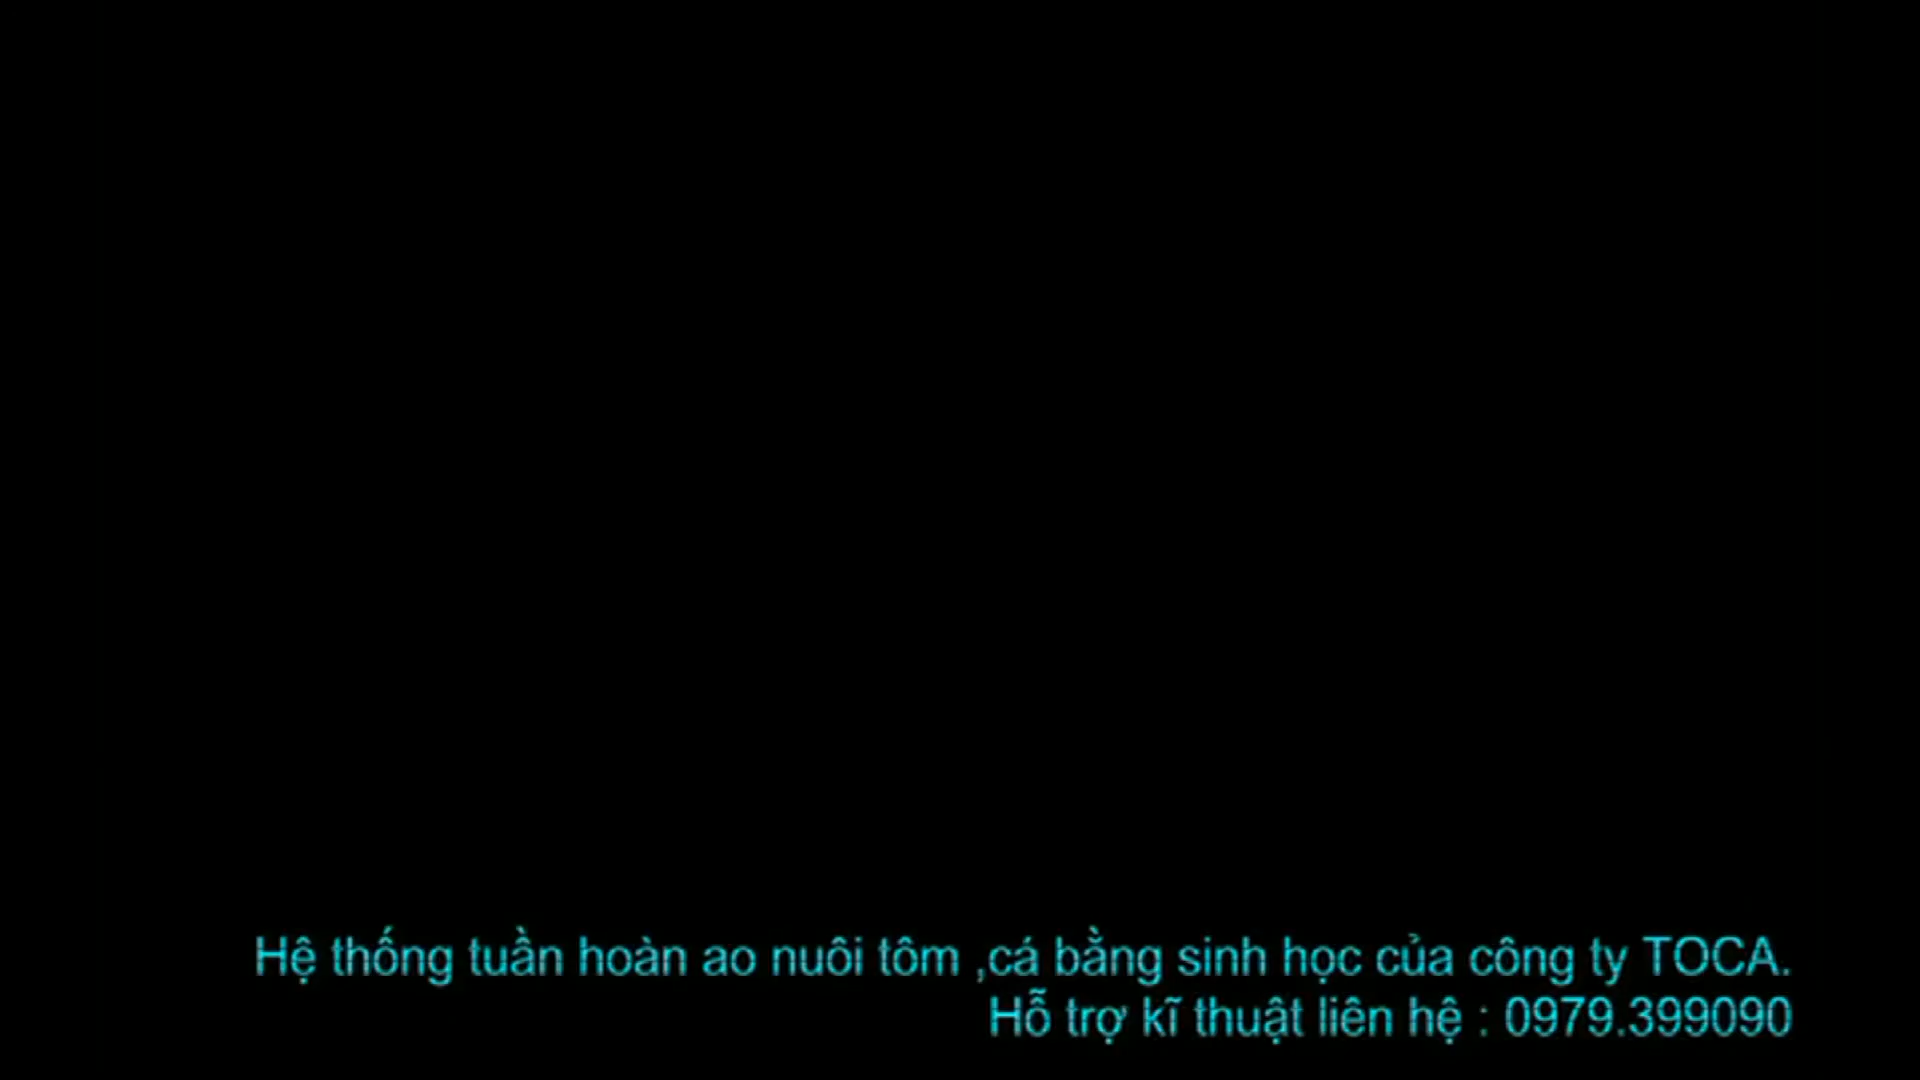 Hệ thống tuần hoàn ao nuôi tôm ,cá bằng sinh học của công ty TOCA.
Hỗ trợ kĩ thuật liên hệ : 0979.399090